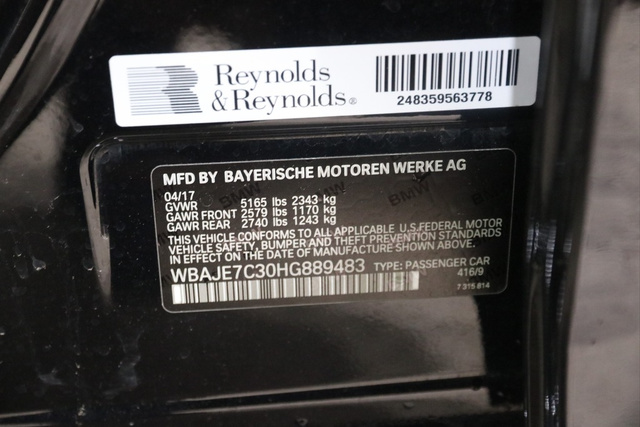 Reynolds
& Reynolds®
248359563778
MFD BY BAYERISCHE MOTOREN WERKE AG
04/17
GVWR 5165 lbs 2343 kg
GAWR FRONT 2579 lbs 1170 kg
GAWR REAR 2740 lbs 1243 kg
THIS VEHICLE CONFORMS TO ALL APPLICABLE U.S.FEDERAL MOTOR
VEHICLE SAFETY, BUMPER AND THEFT PREVENTION STANDARDS
IN EFFECT ON THE DATE OF MANUFACTURE SHOWN ABOVE.
WBAJE7C30HG889483 TYPE: PASSENGER CAR
416/9
7 315 814
BMW
BMW